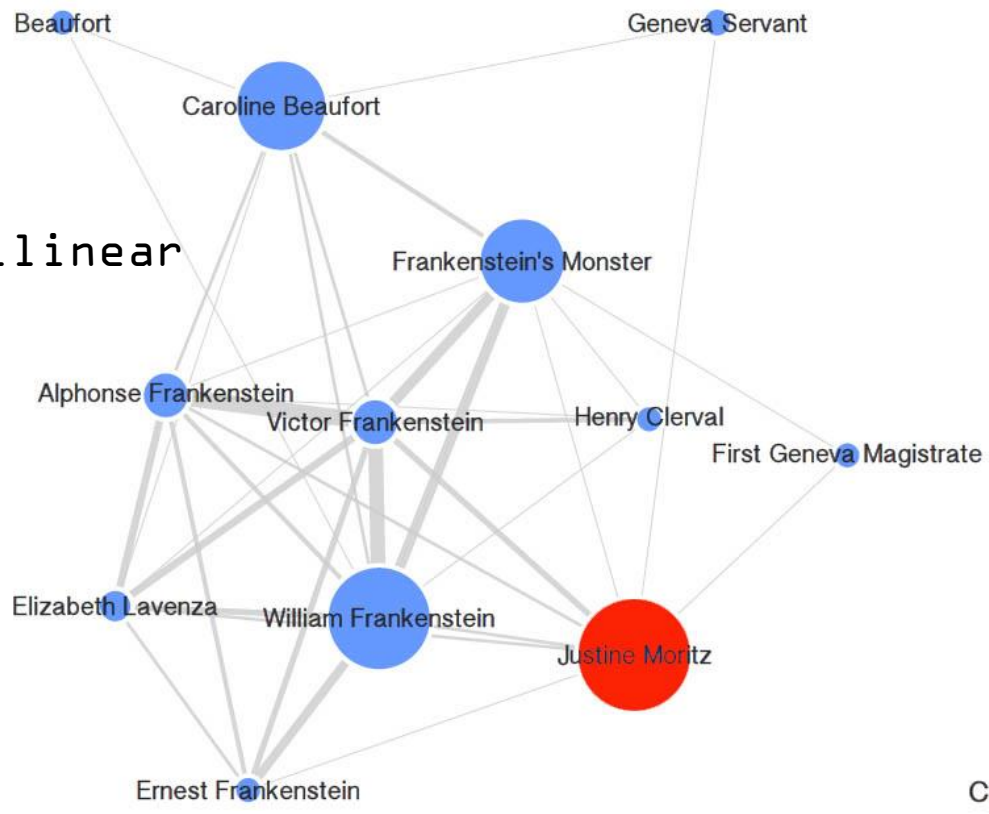 Beaufort
Geneva Servant
Caroline Beaufort
linear
Frankenstein's Monster
Alphonse Frankenstein
Victor Frankenstein
Henry Clerval
First Geneva Magistrate
Elizabeth Lavenza
William Frankenstein
Justine Moritz
Ernest Frankenstein
C